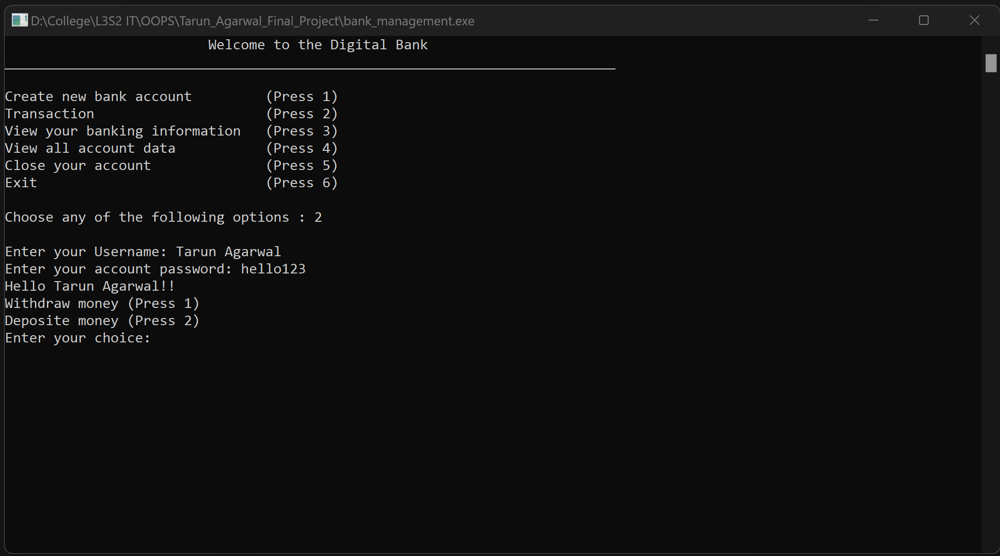 D:\College\L3S2 IT\OOPS\Tarun_Agarwal_Final_Project\bank_management.exe
Welcome to the Digital Bank
Create new bank account (Press 1)
Transaction (Press 2)
View your banking information (Press 3)
View all account data (Press 4)
Close your account (Press 5)
Exit (Press 6)
Choose any of the following options : 2
Enter your Username: Tarun Agarwal
Enter your account password: hello123
Hello Tarun Agarwal!!
Withdraw money (Press 1)
Deposite money (Press 2)
Enter your choice: